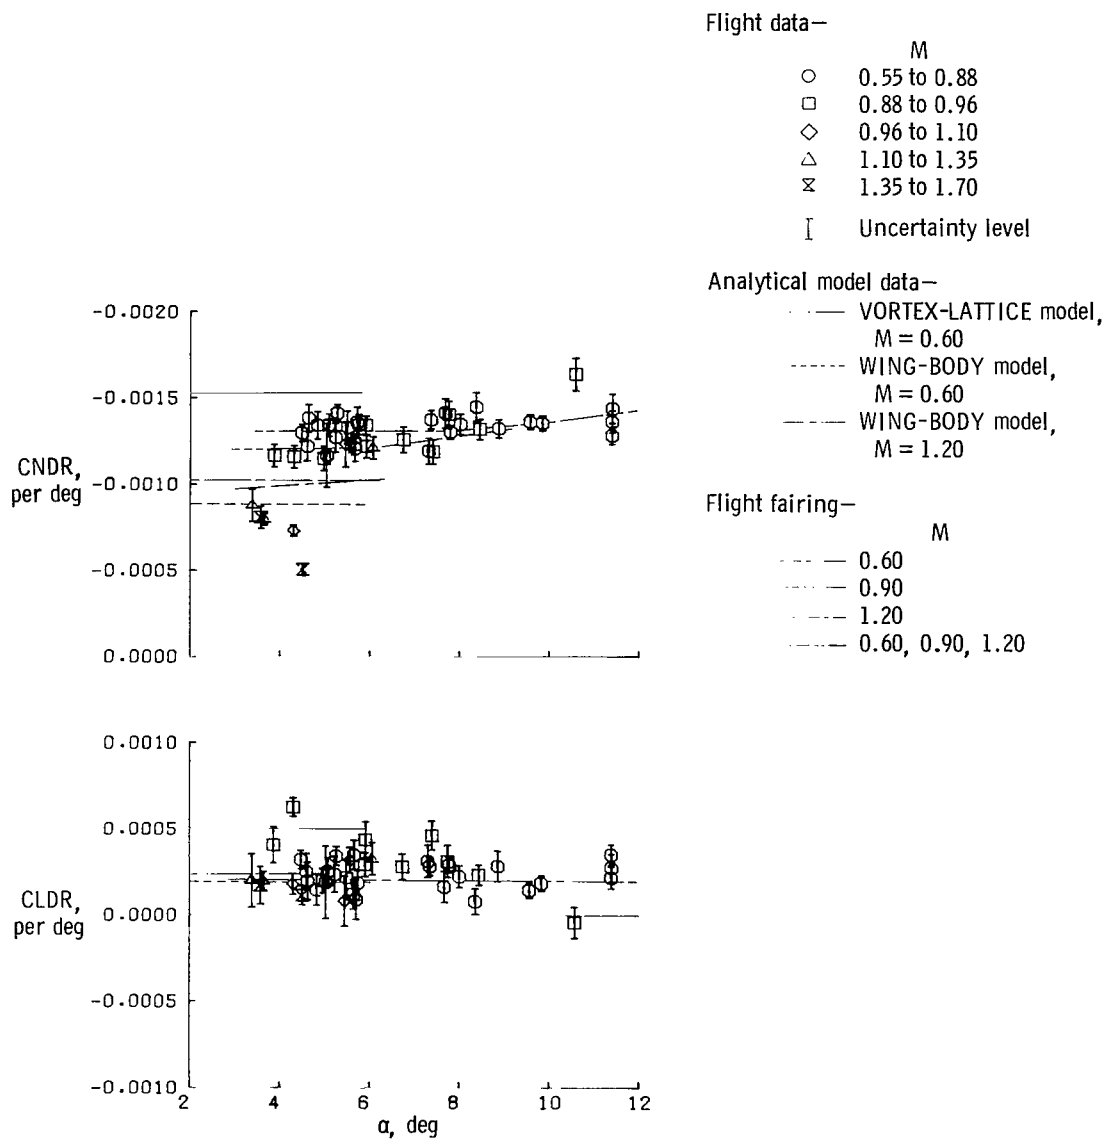 Flight data—
M
0.55 to 0.88
0.88 to 0.96
0.96 to 1.10
1.10 to 1.35
1.35 to 1.70
Uncertainty level
Analytical model data—
VORTEX-LATTICE model,
M = 0.60
WING-BODY model,
M = 0.60
WING-BODY model,
M = 1.20
Flight fairing—
M
0.60
0.90
1.20
0.60, 0.90, 1.20
-0.0020
-0.0015
CNDR,
per deg
-0.0010
-0.0005
0.0000
0.0010
0.0005
CLDR,
per deg
0.0000
-0.0005
-0.0010
2 4 6 8 10 12
α, deg